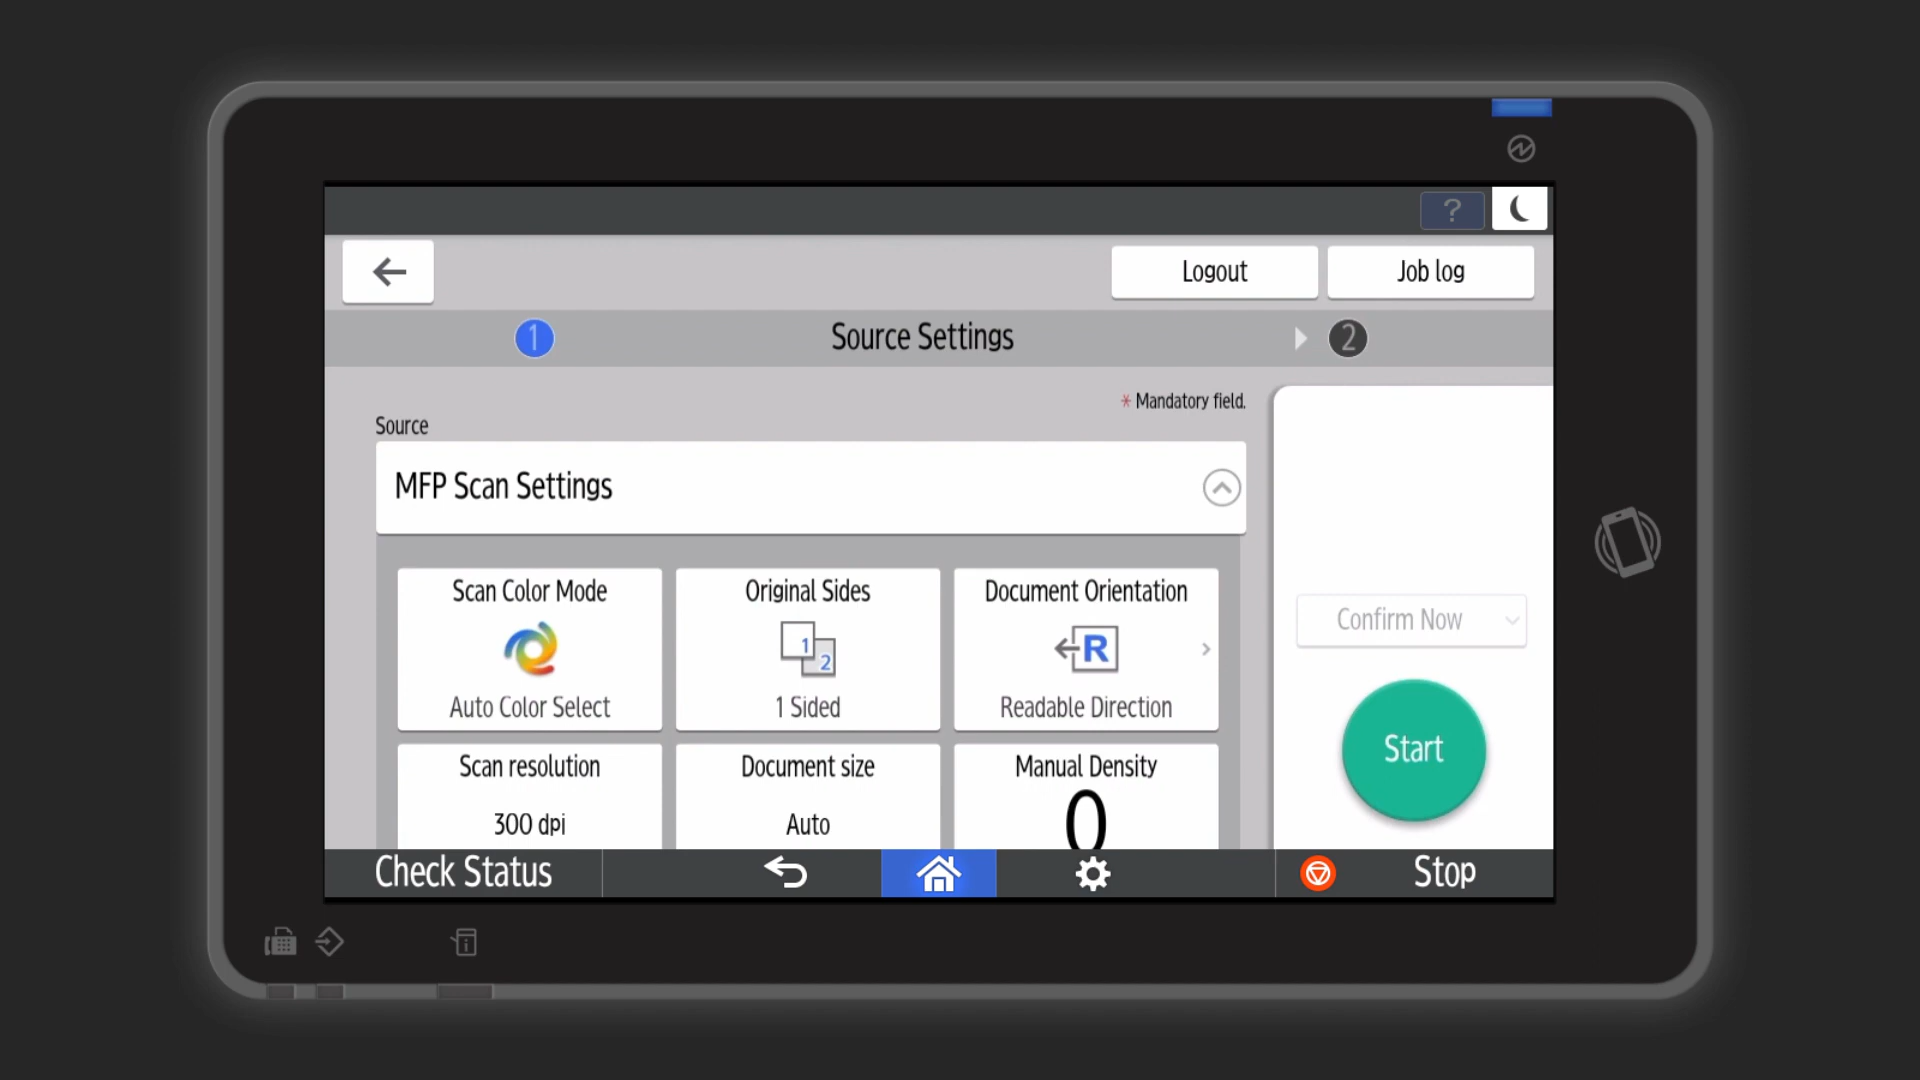 ?
Logout
Job log
1
Source Settings
2
* Mandatory field.
Source
MFP Scan Settings
Scan Color Mode
Original Sides
Document Orientation
1
2
R
Auto Color Select
1 Sided
Readable Direction
Scan resolution
Document size
Manual Density
300 dpi
Auto
0
Confirm Now
Start
Check Status
Stop